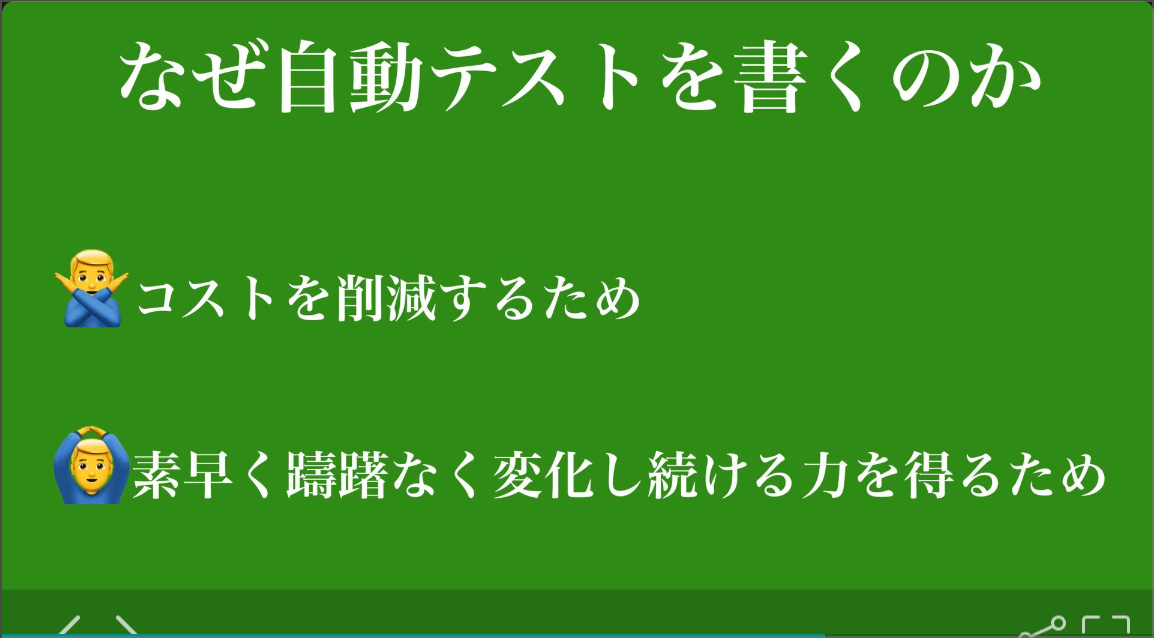 なぜ自動テストを書くのか
コストを削減するため
素早く躊躇なく変化し続ける力を得るため